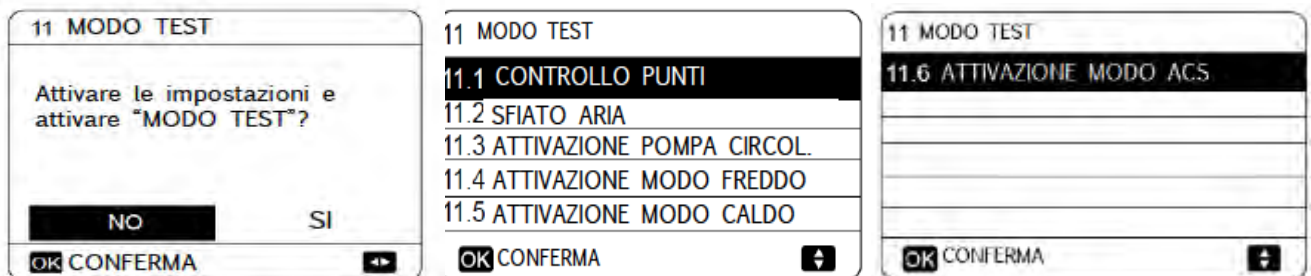 11 MODO TEST
Attivare le impostazioni e
attivare "MODO TEST"?
NO SI
OK CONFERMA
11 MODO TEST
11.1 CONTROLLO PUNTI
11.2 SFIATO ARIA
11.3 ATTIVAZIONE POMPA CIRCOL.
11.4 ATTIVAZIONE MODO FREDDO
11.5 ATTIVAZIONE MODO CALDO
OK CONFERMA
11 MODO TEST
11.6 ATTIVAZIONE MODO ACS
OK CONFERMA